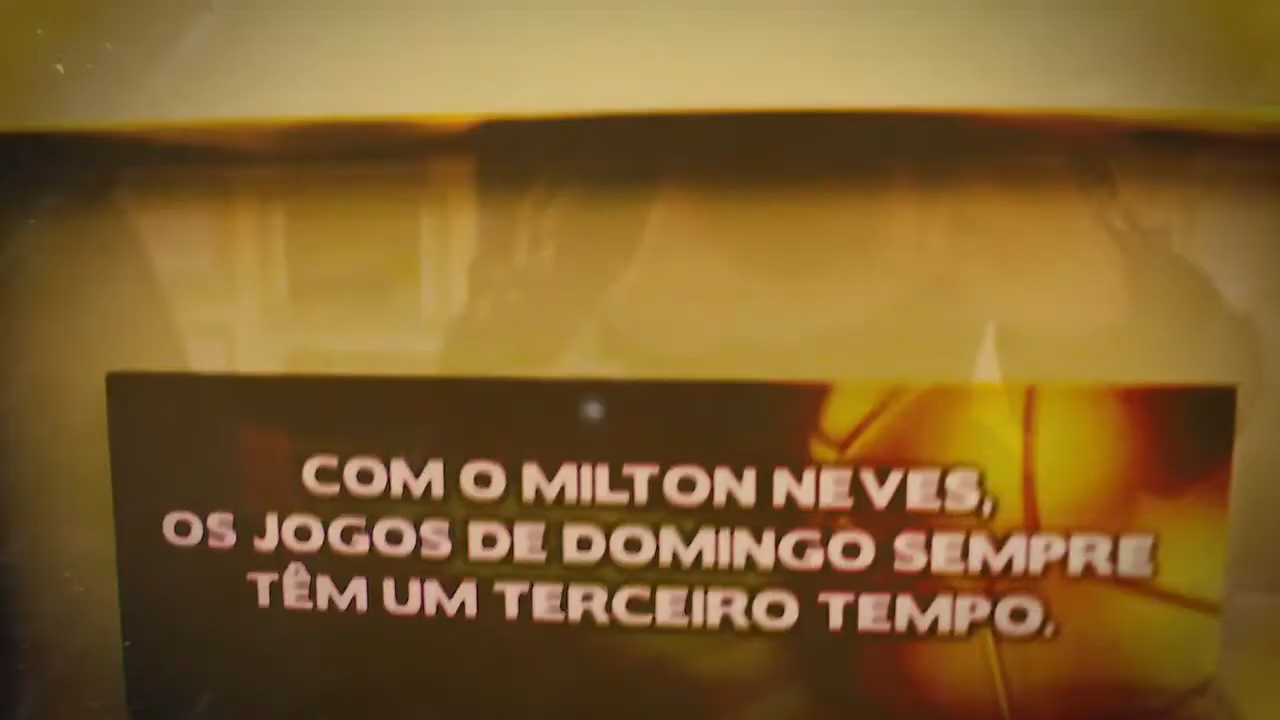 COM O MILTON NEVES,
OS JOGOS DE DOMINGO SEMPRE
TÊM UM TERCEIRO TEMPO.